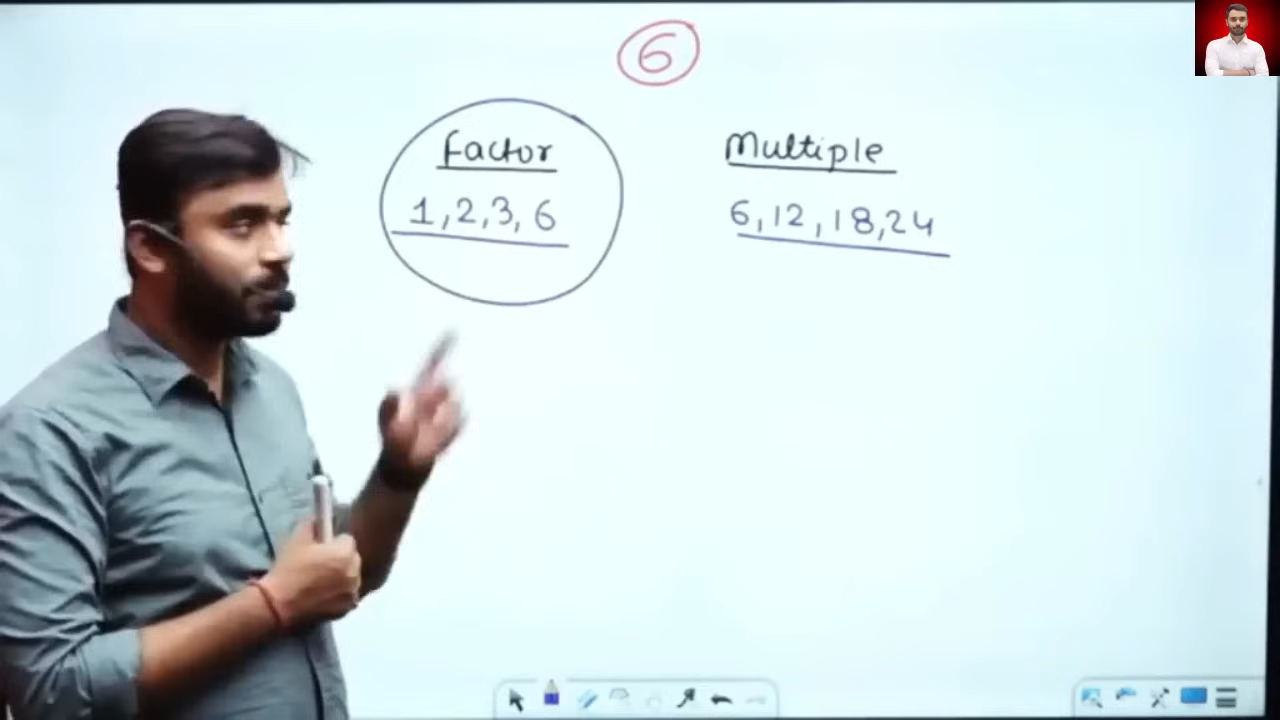 6
Factor
1, 2, 3, 6
Multiple
6, 12, 18, 24